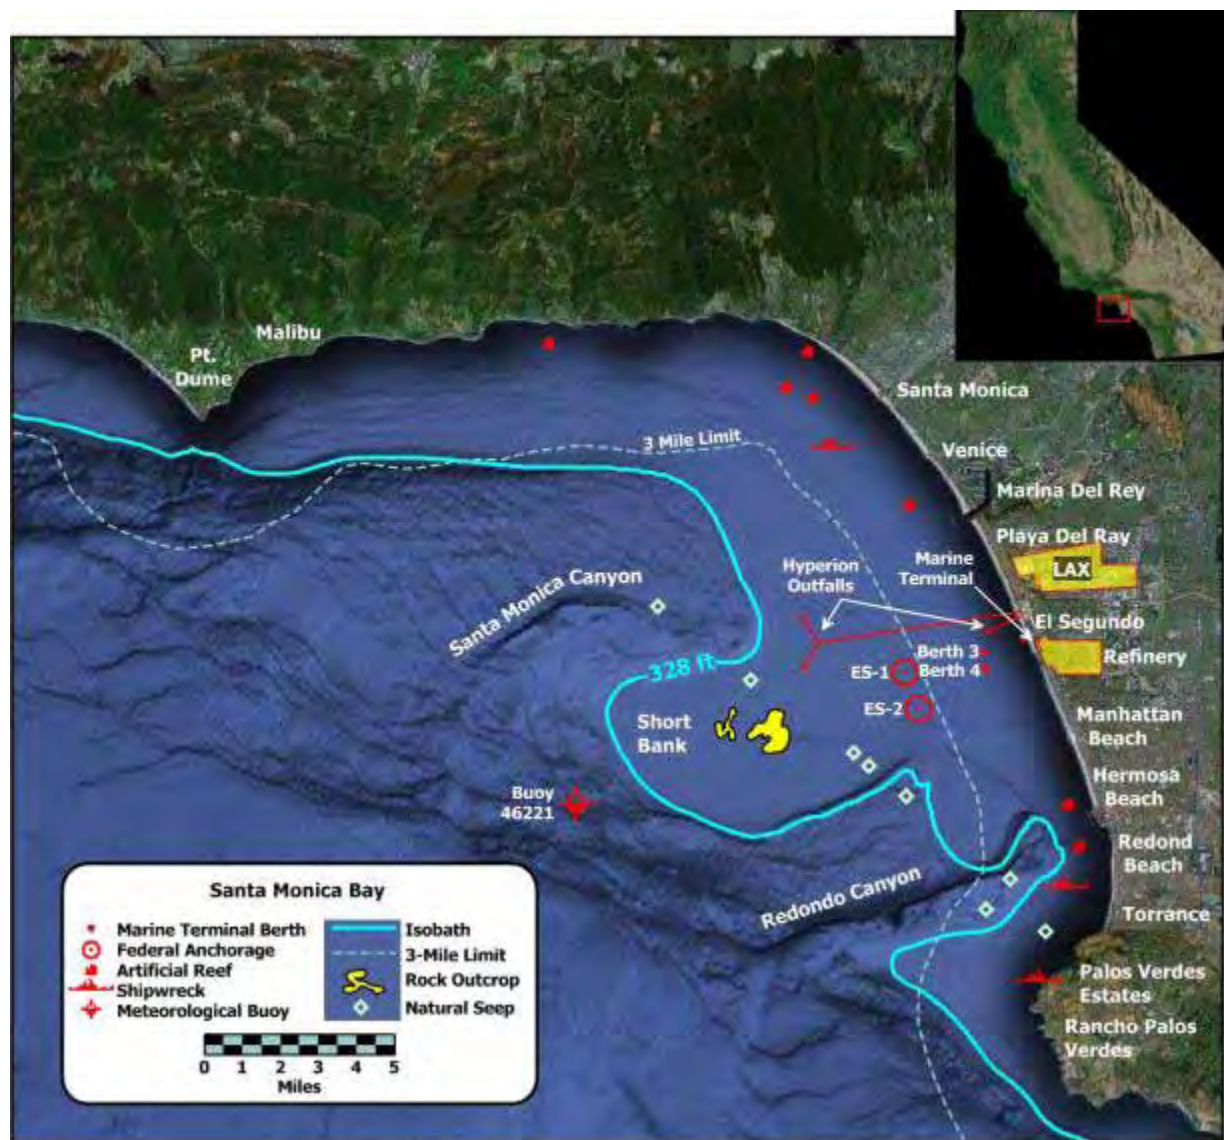 Malibu
Pt.
Dume
Santa Monica
3 Mile Limit
Venice
Marina Del Rey
Playa Del Ray
LAX
Hyperion
Outfalls
Marine
Terminal
Santa Monica Canyon
El Segundo
Berth 3
Refinery
328 ft
ES-1
Berth 4
ES-2
Short
Bank
Manhattan
Beach
Hermosa
Beach
Buoy
46221
Redond
Beach
Redondo Canyon
Torrance
Palos Verdes
Estates
Rancho Palos
Verdes
Santa Monica Bay
Marine Terminal Berth
Federal Anchorage
Artificial Reef
Shipwreck
Meteorological Buoy
Isobath
3-Mile Limit
Rock Outcrop
Natural Seep
0 1 2 3 4 5
Miles